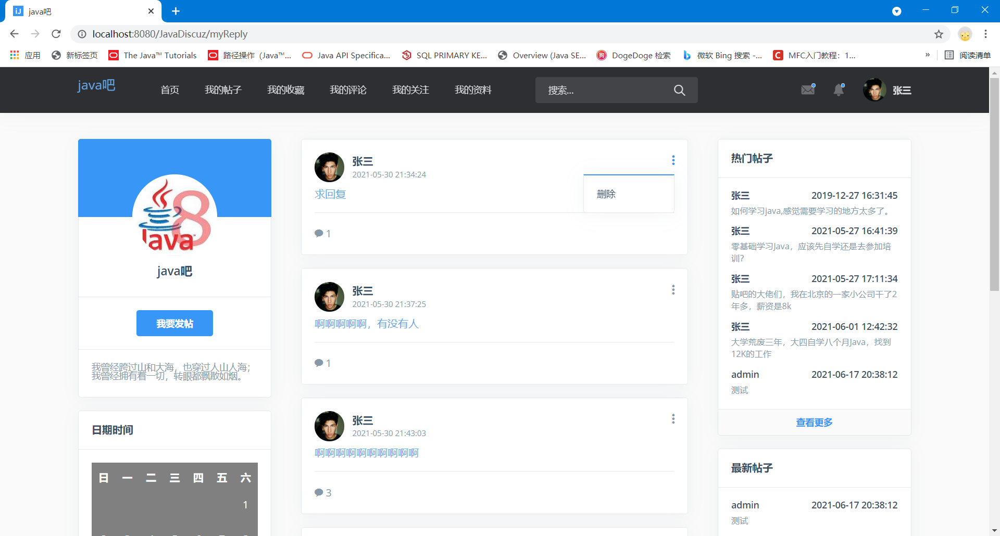 java吧
localhost:8080/JavaDiscuz/myReply
应用
新标签页
The Java™ Tutorials
路径操作（Java™...
Java API Specifica...
SQL PRIMARY KE...
Overview (Java SE...
DogeDoge 检索
微软 Bing 搜索 -...
MFC入门教程：1...
»
阅读清单
java吧
首页
我的帖子
我的收藏
我的评论
我的关注
我的资料
搜索...
张三
java吧
我要发帖
我曾经跨过山和大海，也穿过人山人海；
我曾经拥有着一切，转眼都飘散如烟。
日期时间
日 一 二 三 四 五 六
1
张三
2021-05-30 21:34:24
删除
求回复
1
张三
2021-05-30 21:37:25
啊啊啊啊啊，有没有人
1
张三
2021-05-30 21:43:03
啊啊啊啊啊啊啊啊啊啊
3
热门帖子
张三 2019-12-27 16:31:45
如何学习java,感觉需要学习的地方太多了。
张三 2021-05-27 16:41:39
零基础学习Java，应该先自学还是去参加培
训？
张三 2021-05-27 17:11:34
贴吧的大佬们，我在北京的一家小公司干了2
年多，薪资是8k
张三 2021-06-01 12:42:32
大学荒废三年，大四自学八个月Java，找到
12K的工作
admin 2021-06-17 20:38:12
测试
查看更多
最新帖子
admin 2021-06-17 20:38:12
测试